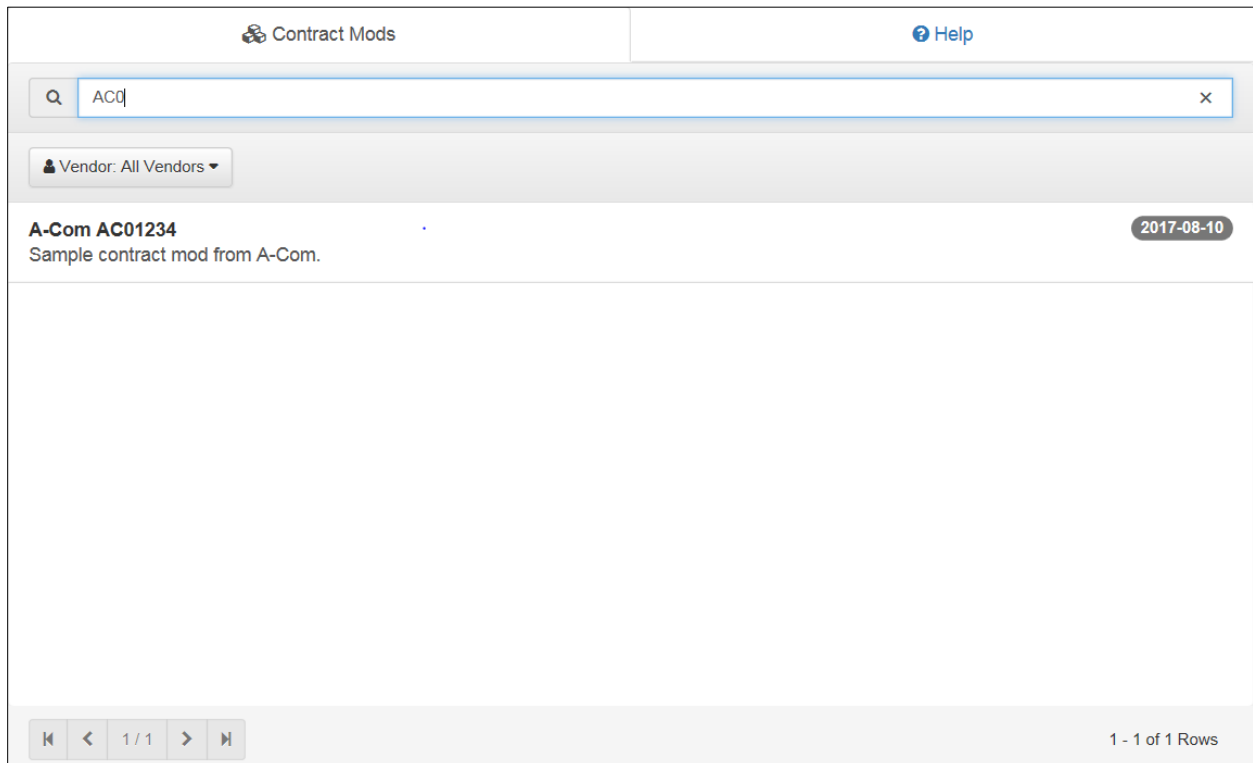 Contract Mods
Help
AC0
Vendor: All Vendors
A-Com AC01234
2017-08-10
Sample contract mod from A-Com.
1 / 1
1 - 1 of 1 Rows